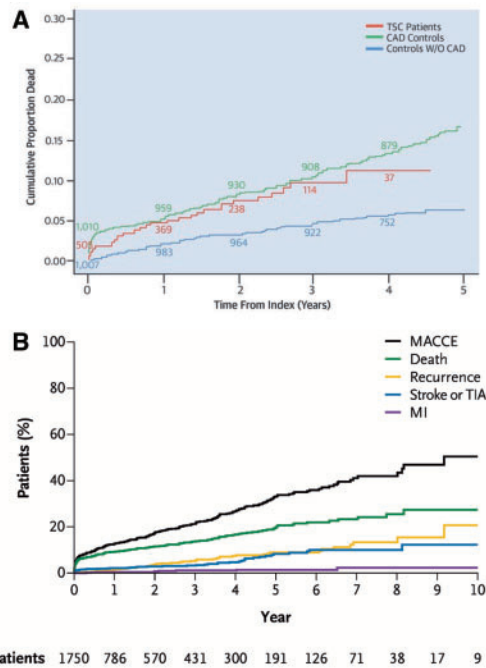 A
Cumulative Proportion Dead
0.30
0.25
0.20
0.15
0.10
0.05
0.00
TSC Patients
CAD Controls
Controls W/O CAD
1,010
959
930
908
879
505
369
238
114
37
1,007
983
964
922
752
0 1 2 3 4 5
Time From Index (Years)
B
Patients (%)
100
80
60
40
20
0
MACCE
Death
Recurrence
Stroke or TIA
MI
0 1 2 3 4 5 6 7 8 9 10
Year
atients 1750 786 570 431 300 191 126 71 38 17 9